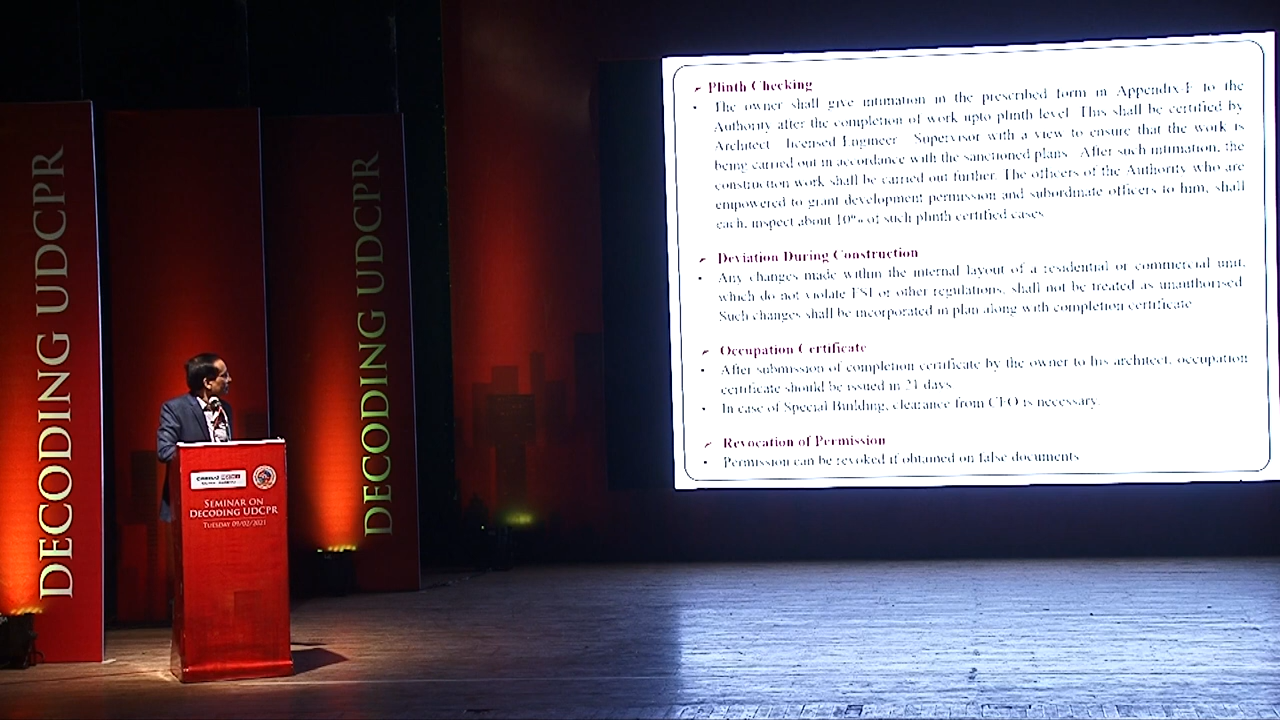 DECODING UDCPR
DECODING UDCPR
CREDAI
SEMINAR ON
DECODING UDCPR
TUESDAY 09/02/2021
➢ Plinth Checking
• The owner shall give intimation in the prescribed form in Appendix-F to the
Authority after the completion of work upto plinth level. This shall be certified by
Architect licensed Engineer Supervisor with a view to ensure that the work is
being carried out in accordance with the sanctioned plans. After such intimation, the
construction work shall be carried out further. The officers of the Authority who are
empowered to grant development permission and subordinate officers to him, shall
each, inspect about 10% of such plinth certified cases
➢ Deviation During Construction
• Any changes made within the internal layout of a residential or commercial unit,
which do not violate FSI or other regulations, shall not be treated as unauthorised
Such changes shall be incorporated in plan along with completion certificate
➢ Occupation Certificate
• After submission of completion certificate by the owner to his architect, occupation
certificate should be issued in 21 days
• In case of Special Building, clearance from CFO is necessary.
➢ Revocation of Permission
• Permission can be revoked if obtained on false documents